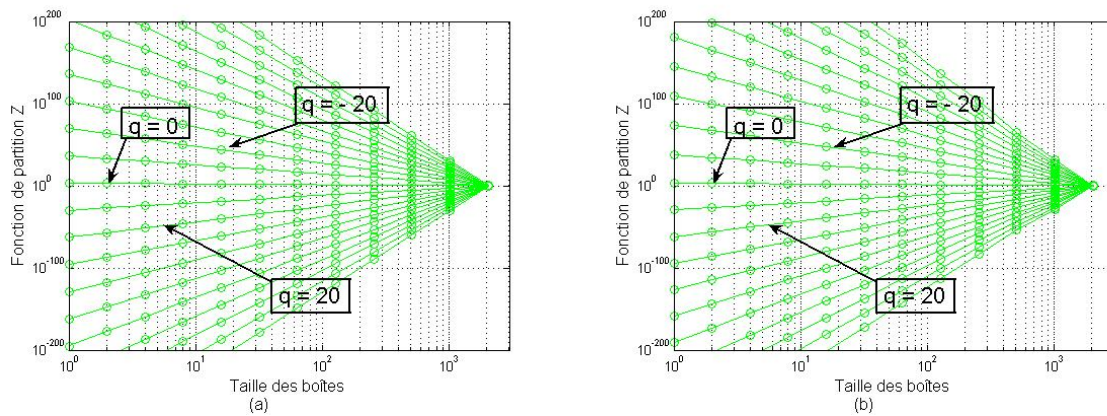 10^200
10^100
10^0
10^-100
10^-200
Fonction de partition Z
q = 0
q = - 20
q = 20
10^0
10^1
10^2
10^3
Taille des boîtes
(a)
10^200
10^100
10^0
10^-100
10^-200
Fonction de partition Z
q = 0
q = - 20
q = 20
10^0
10^1
10^2
10^3
Taille des boîtes
(b)